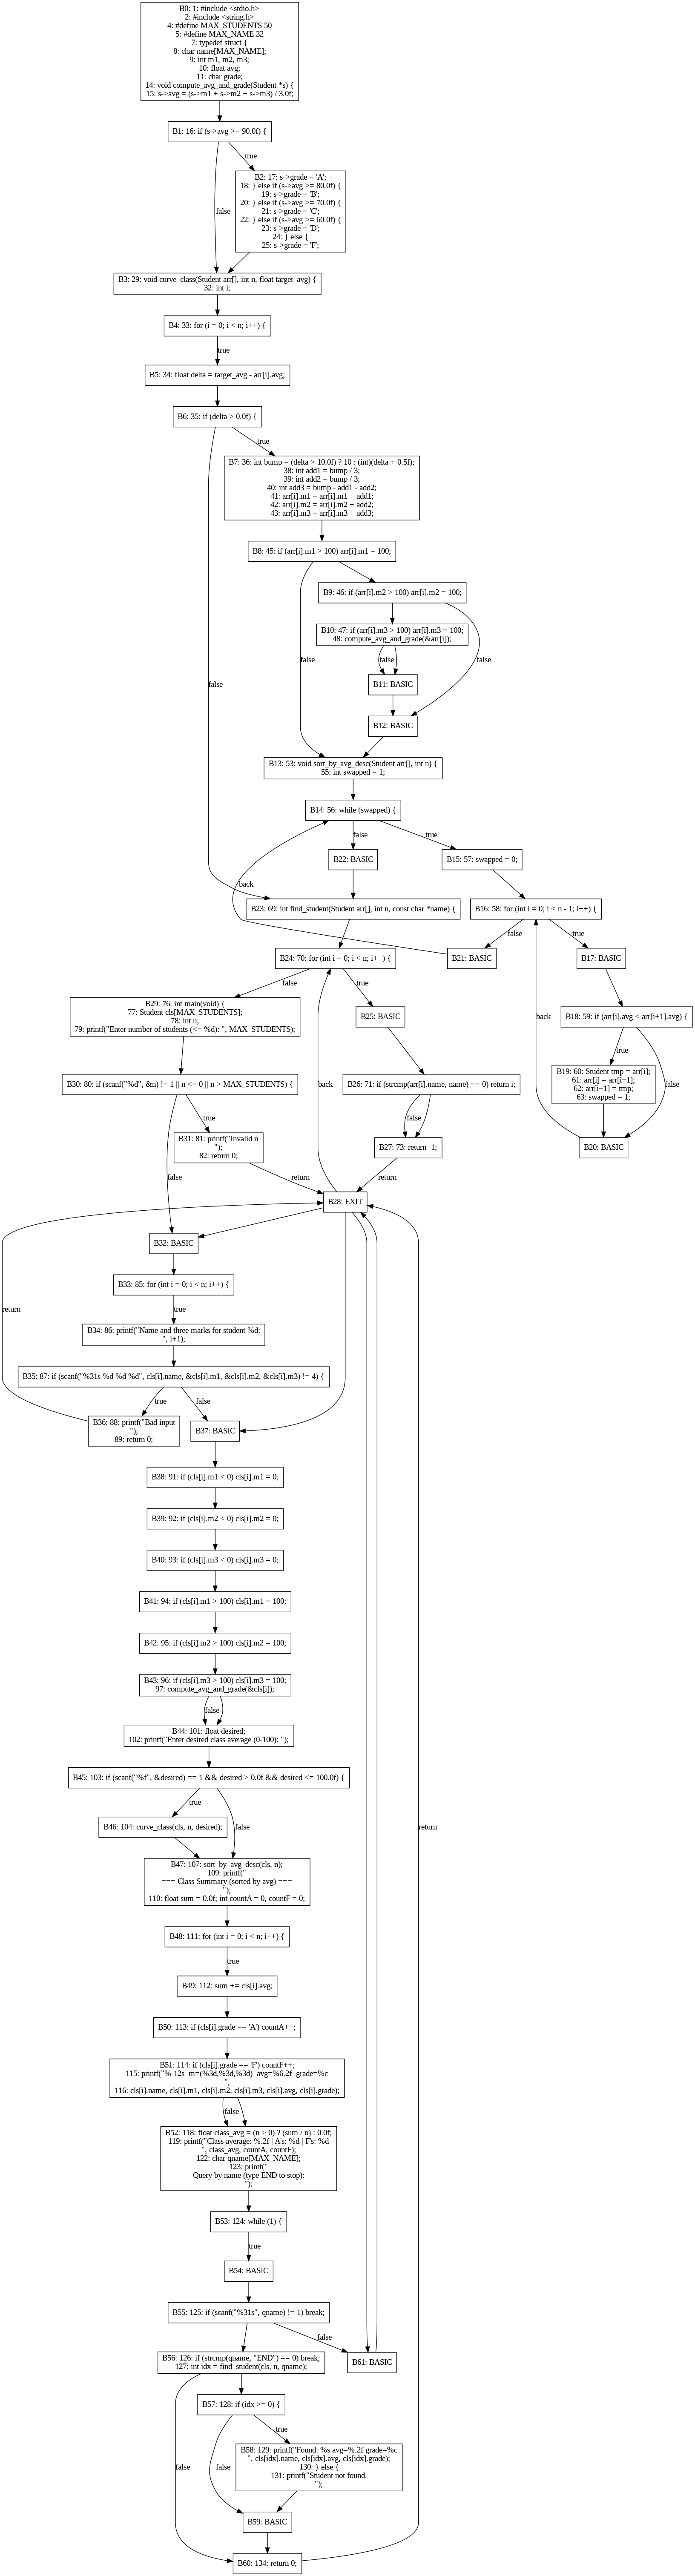 B0: 1: #include <stdio.h>
2: #include <string.h>
4: #define MAX_STUDENTS 50
5: #define MAX_NAME 32
7: typedef struct {
8: char name[MAX_NAME];
9: int m1, m2, m3;
10: float avg;
11: char grade;
14: void compute_avg_and_grade(Student *s) {
15: s->avg = (s->m1 + s->m2 + s->m3) / 3.0f;
B1: 16: if (s->avg >= 90.0f) {
true
B2: 17: s->grade = 'A';
18: } else if (s->avg >= 80.0f) {
19: s->grade = 'B';
20: } else if (s->avg >= 70.0f) {
21: s->grade = 'C';
22: } else if (s->avg >= 60.0f) {
23: s->grade = 'D';
24: } else {
25: s->grade = 'F';
false
B3: 29: void curve_class(Student arr[], int n, float target_avg) {
32: int i;
B4: 33: for (i = 0; i < n; i++) {
true
B5: 34: float delta = target_avg - arr[i].avg;
B6: 35: if (delta > 0.0f) {
true
B7: 36: int bump = (delta > 10.0f) ? 10 : (int)(delta + 0.5f);
38: int add1 = bump / 3;
39: int add2 = bump / 3;
40: int add3 = bump - add1 - add2;
41: arr[i].m1 = arr[i].m1 + add1;
42: arr[i].m2 = arr[i].m2 + add2;
43: arr[i].m3 = arr[i].m3 + add3;
B8: 45: if (arr[i].m1 > 100) arr[i].m1 = 100;
B9: 46: if (arr[i].m2 > 100) arr[i].m2 = 100;
B10: 47: if (arr[i].m3 > 100) arr[i].m3 = 100;
48: compute_avg_and_grade(&arr[i]);
false
false
false
false
B11: BASIC
B12: BASIC
B13: 53: void sort_by_avg_desc(Student arr[], int n) {
55: int swapped = 1;
B14: 56: while (swapped) {
false
true
B22: BASIC
B15: 57: swapped = 0;
back
B23: 69: int find_student(Student arr[], int n, const char *name) {
B16: 58: for (int i = 0; i < n - 1; i++) {
false
true
B24: 70: for (int i = 0; i < n; i++) {
B21: BASIC
B17: BASIC
false
true
B29: 76: int main(void) {
77: Student cls[MAX_STUDENTS];
78: int n;
79: printf("Enter number of students (<= %d): ", MAX_STUDENTS);
B25: BASIC
back
B18: 59: if (arr[i].avg < arr[i+1].avg) {
true
B30: 80: if (scanf("%d", &n) != 1 || n <= 0 || n > MAX_STUDENTS) {
back
B26: 71: if (strcmp(arr[i].name, name) == 0) return i;
B19: 60: Student tmp = arr[i];
61: arr[i] = arr[i+1];
62: arr[i+1] = tmp;
63: swapped = 1;
false
true
false
B31: 81: printf("Invalid n
");
82: return 0;
B27: 73: return -1;
B20: BASIC
false
return
return
B28: EXIT
B32: BASIC
B33: 85: for (int i = 0; i < n; i++) {
return
true
B34: 86: printf("Name and three marks for student %d:
", i+1);
B35: 87: if (scanf("%31s %d %d %d", cls[i].name, &cls[i].m1, &cls[i].m2, &cls[i].m3) != 4) {
true
false
B36: 88: printf("Bad input
");
89: return 0;
B37: BASIC
B38: 91: if (cls[i].m1 < 0) cls[i].m1 = 0;
B39: 92: if (cls[i].m2 < 0) cls[i].m2 = 0;
B40: 93: if (cls[i].m3 < 0) cls[i].m3 = 0;
B41: 94: if (cls[i].m1 > 100) cls[i].m1 = 100;
B42: 95: if (cls[i].m2 > 100) cls[i].m2 = 100;
B43: 96: if (cls[i].m3 > 100) cls[i].m3 = 100;
97: compute_avg_and_grade(&cls[i]);
false
B44: 101: float desired;
102: printf("Enter desired class average (0-100): ");
B45: 103: if (scanf("%f", &desired) == 1 && desired > 0.0f && desired <= 100.0f) {
true
B46: 104: curve_class(cls, n, desired);
false
return
B47: 107: sort_by_avg_desc(cls, n);
109: printf("
=== Class Summary (sorted by avg) ===
");
110: float sum = 0.0f; int countA = 0, countF = 0;
B48: 111: for (int i = 0; i < n; i++) {
true
B49: 112: sum += cls[i].avg;
B50: 113: if (cls[i].grade == 'A') countA++;
B51: 114: if (cls[i].grade == 'F') countF++;
115: printf("%-12s  m=(%3d,%3d,%3d)  avg=%6.2f  grade=%c
",
116: cls[i].name, cls[i].m1, cls[i].m2, cls[i].m3, cls[i].avg, cls[i].grade);
false
B52: 118: float class_avg = (n > 0) ? (sum / n) : 0.0f;
119: printf("Class average: %.2f | A's: %d | F's: %d
", class_avg, countA, countF);
122: char qname[MAX_NAME];
123: printf("
Query by name (type END to stop):
");
B53: 124: while (1) {
true
B54: BASIC
B55: 125: if (scanf("%31s", qname) != 1) break;
false
B56: 126: if (strcmp(qname, "END") == 0) break;
127: int idx = find_student(cls, n, qname);
B61: BASIC
B57: 128: if (idx >= 0) {
true
B58: 129: printf("Found: %s avg=%.2f grade=%c
", cls[idx].name, cls[idx].avg, cls[idx].grade);
130: } else {
131: printf("Student not found.
");
false
false
B59: BASIC
B60: 134: return 0;